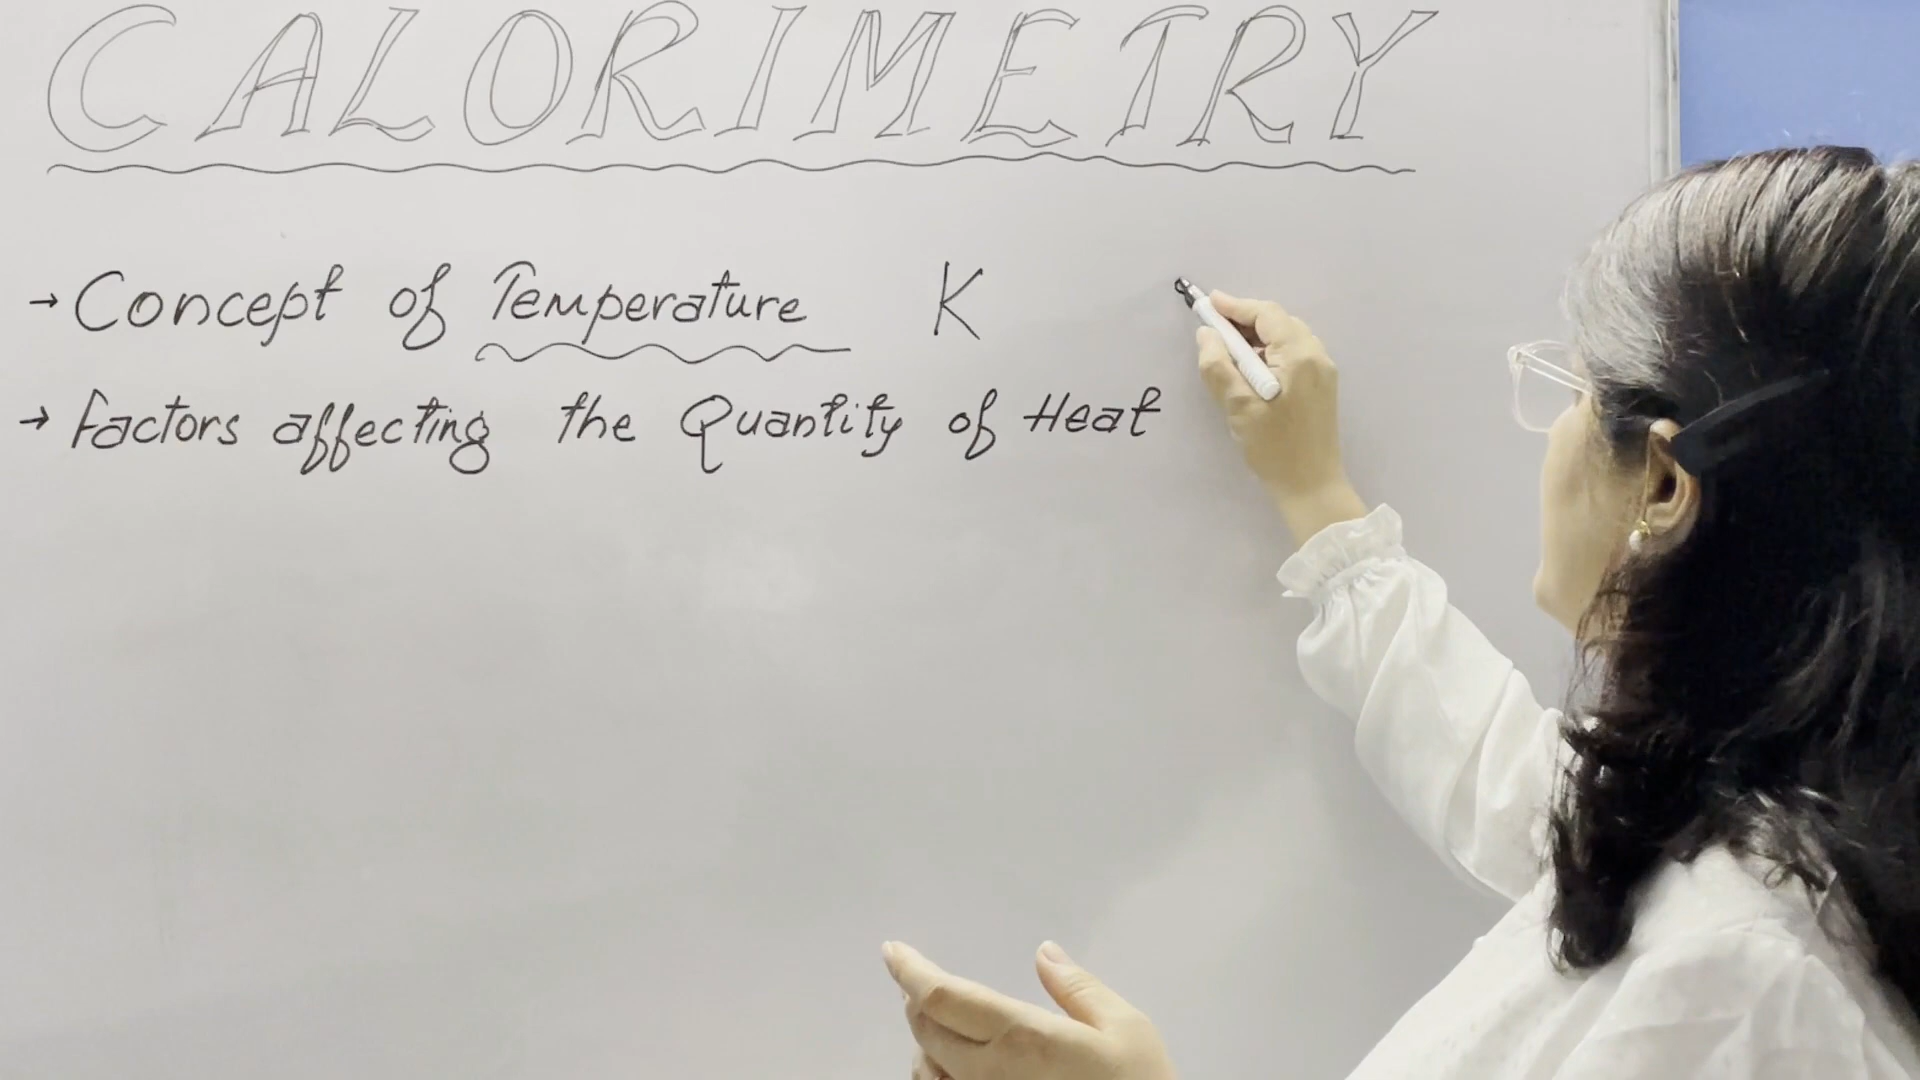 CALORIMETRY
→ Concept of Temperature K
→ Factors affecting the Quantity of Heat